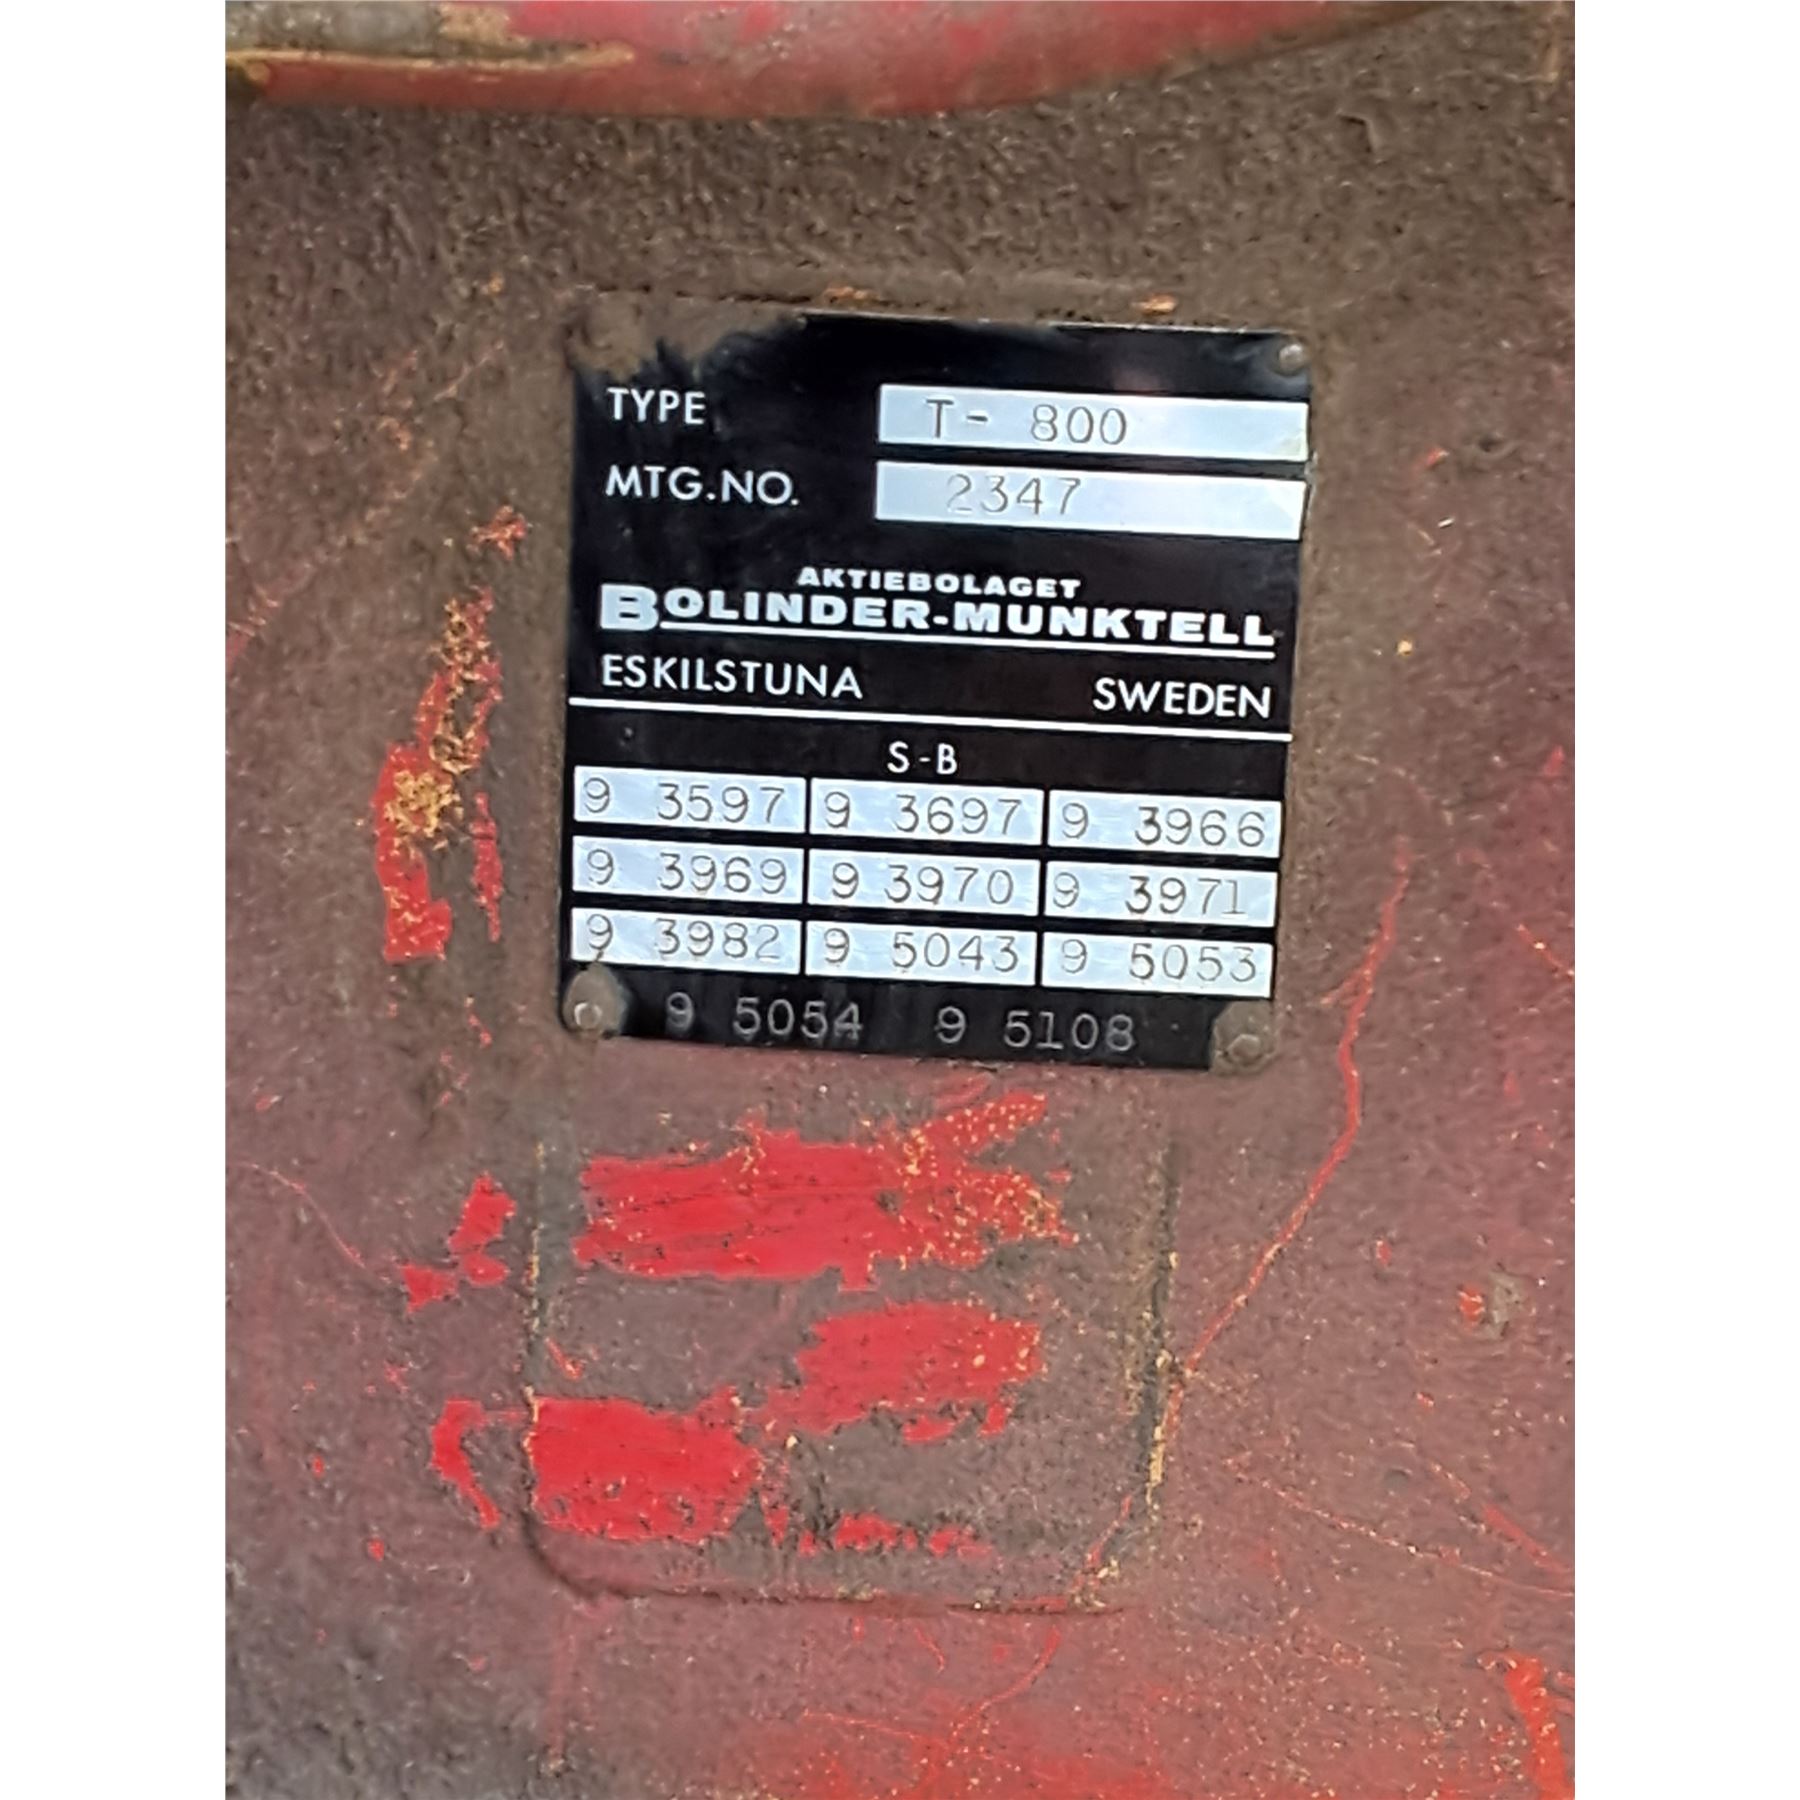 TYPE T- 800
MTG.NO. 2347
AKTIEBOLAGET
BOLINDER-MUNKTELL
ESKILSTUNA SWEDEN
S-B
9 3597 9 3697 9 3966
9 3969 9 3970 9 3971
9 3982 9 5043 9 5053
9 5054 9 5108